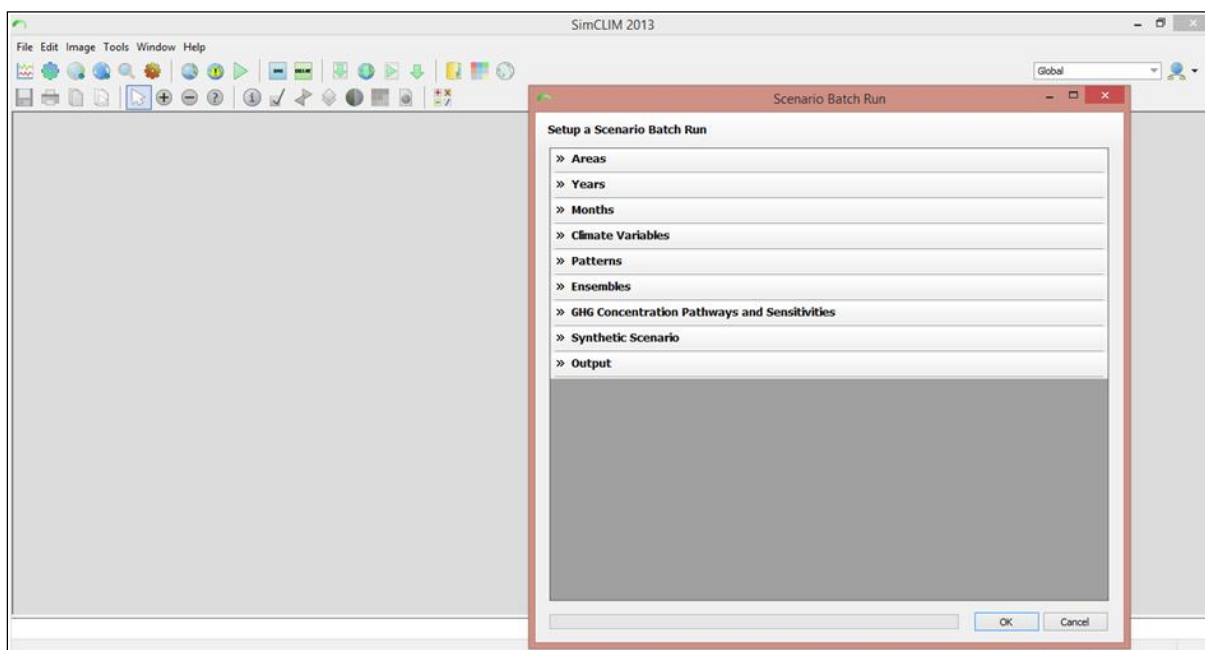 SimCLIM 2013
File Edit Image Tools Window Help
Global
Scenario Batch Run
Setup a Scenario Batch Run
» Areas
» Years
» Months
» Climate Variables
» Patterns
» Ensembles
» GHG Concentration Pathways and Sensitivities
» Synthetic Scenario
» Output
OK Cancel